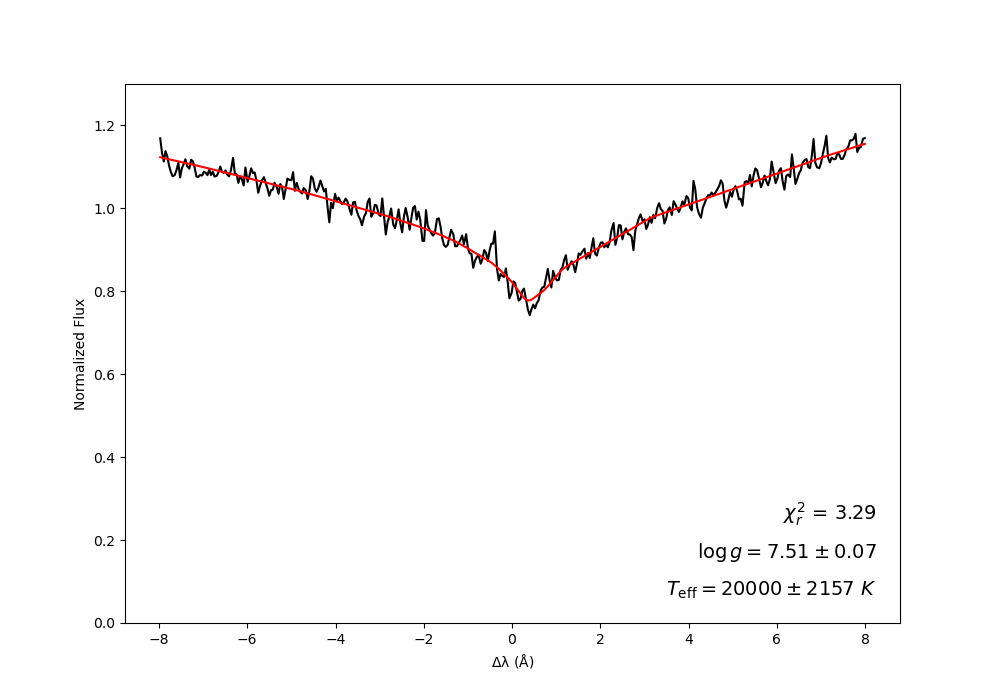 1.2
1.0
0.8
0.6
0.4
0.2
0.0
Normalized Flux
χ²ᵣ = 3.29
log g = 7.51 ± 0.07
T_eff = 20000 ± 2157 K
−8 −6 −4 −2 0 2 4 6 8
Δλ (Å)